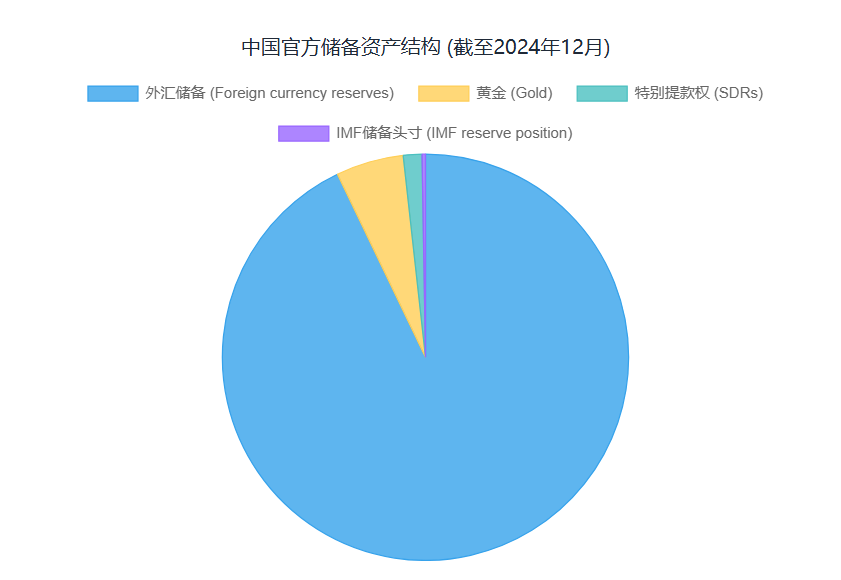 中国官方储备资产结构 (截至2024年12月)
外汇储备 (Foreign currency reserves) 黄金 (Gold) 特别提款权 (SDRs)
IMF储备头寸 (IMF reserve position)